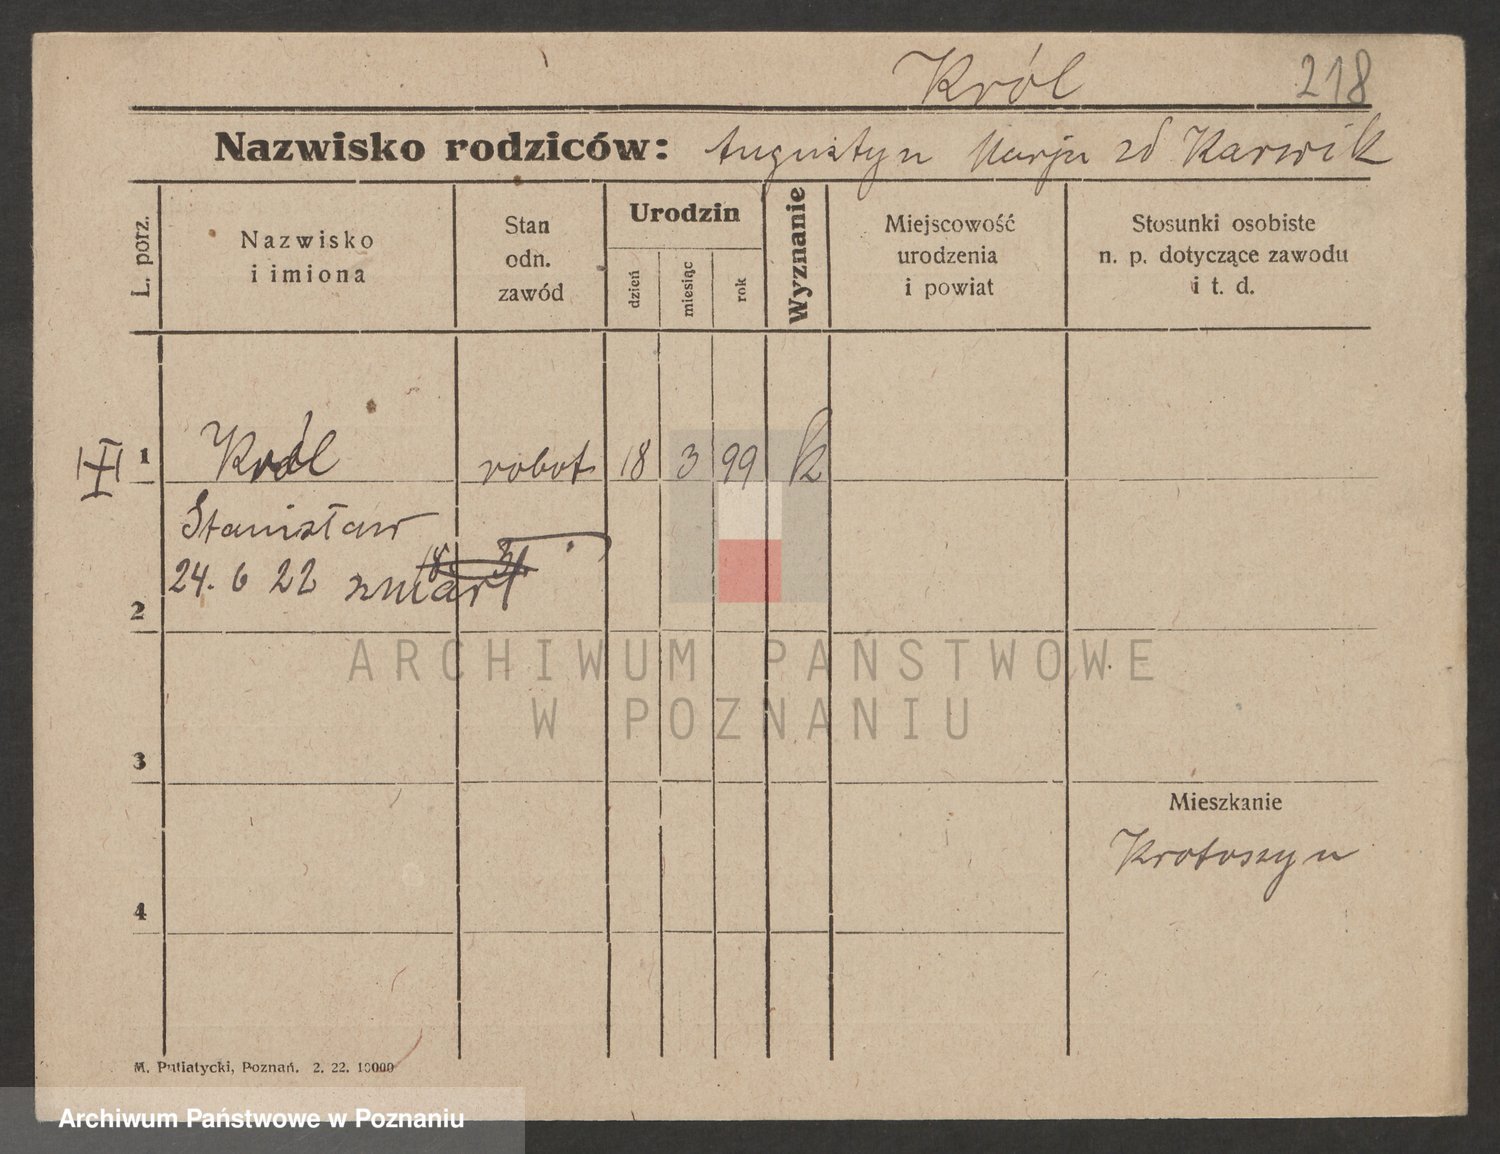 Król 218
Nazwisko rodziców: Augustyn Marja zd Karwik
L. porz.
Nazwisko
i imiona
Stan
odn.
zawód
Urodzin
dzień
miesiąc
rok
Wyznanie
Miejscowość
urodzenia
i powiat
Stosunki osobiste
n. p. dotyczące zawodu
i t. d.
1 Król robot 18 3 99 k
Stanisław
24. 6 22 zmarł
2
ARCHIWUM PAŃSTWOWE
W POZNANIU
3
Mieszkanie
Krotoszyn
4
M. Putiatycki, Poznań. 2. 22. 10000
Archiwum Państwowe w Poznaniu